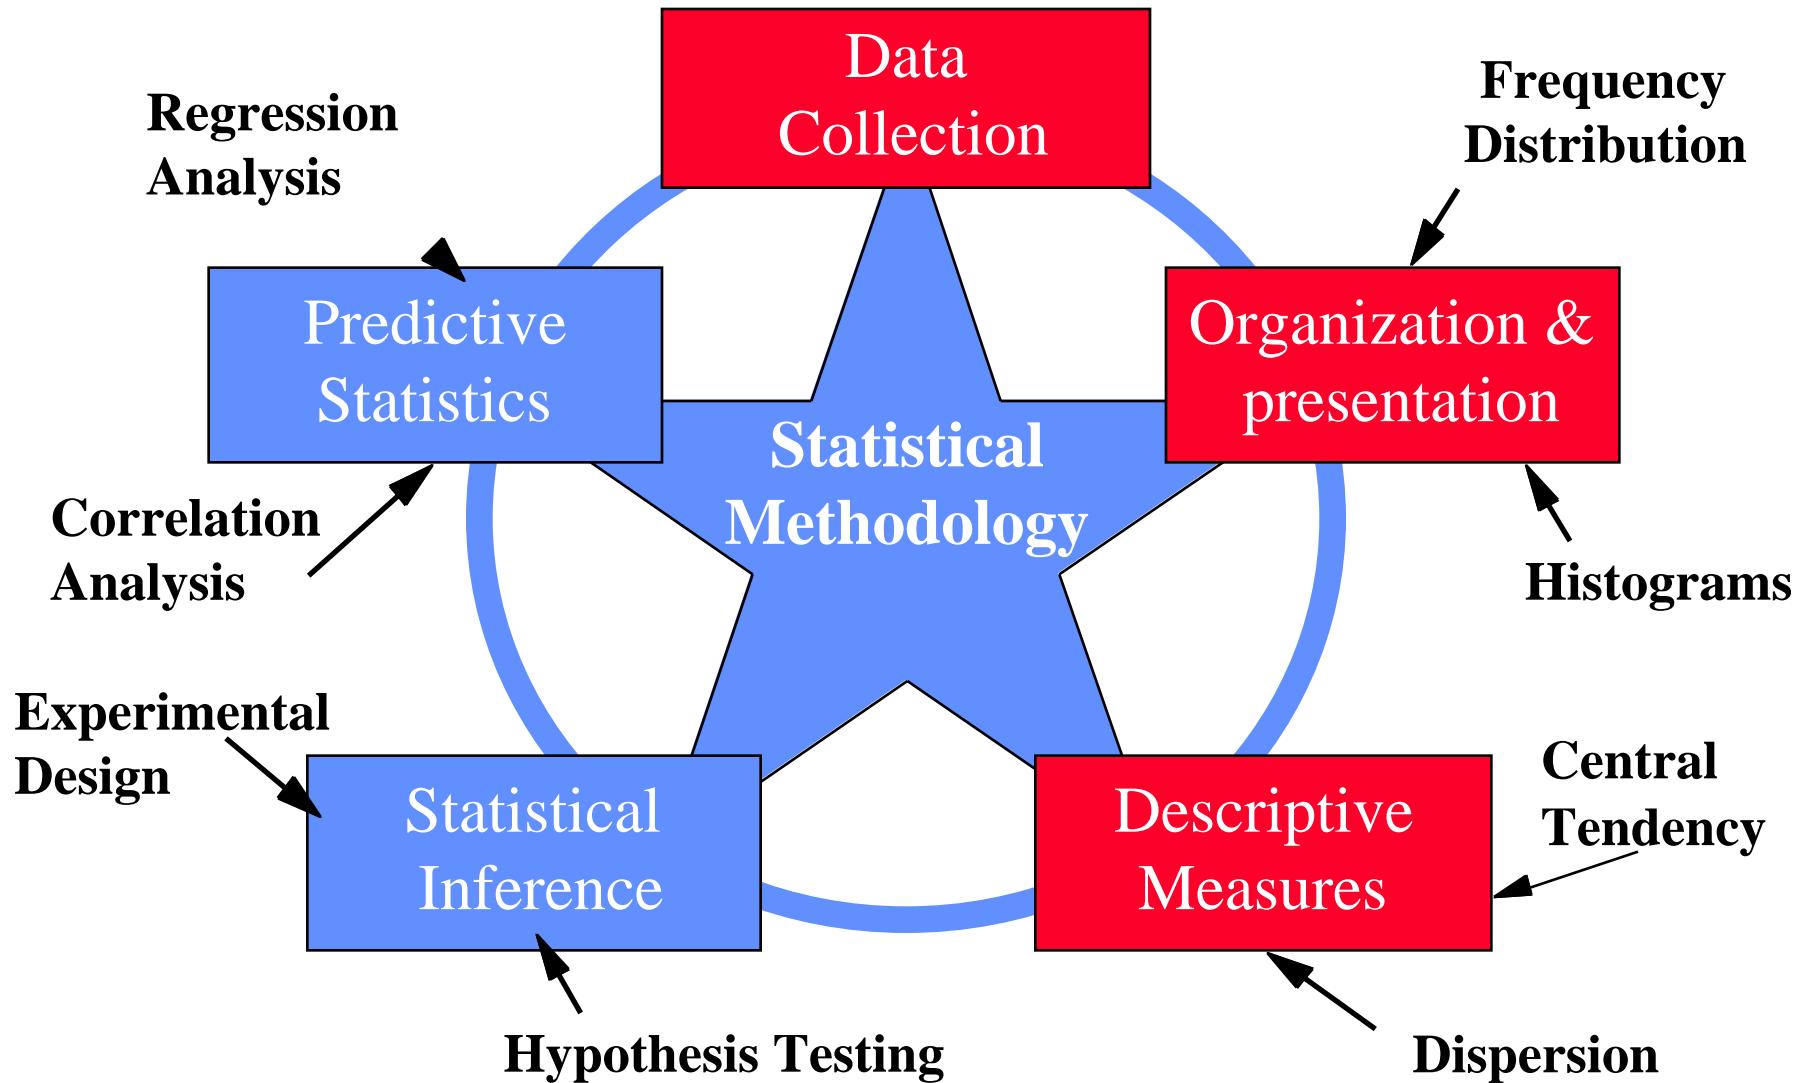 Data
Collection
Frequency
Distribution
Regression
Analysis
Predictive
Statistics
Organization &
presentation
Statistical
Methodology
Correlation
Analysis
Histograms
Experimental
Design
Statistical
Inference
Descriptive
Measures
Central
Tendency
Hypothesis Testing
Dispersion